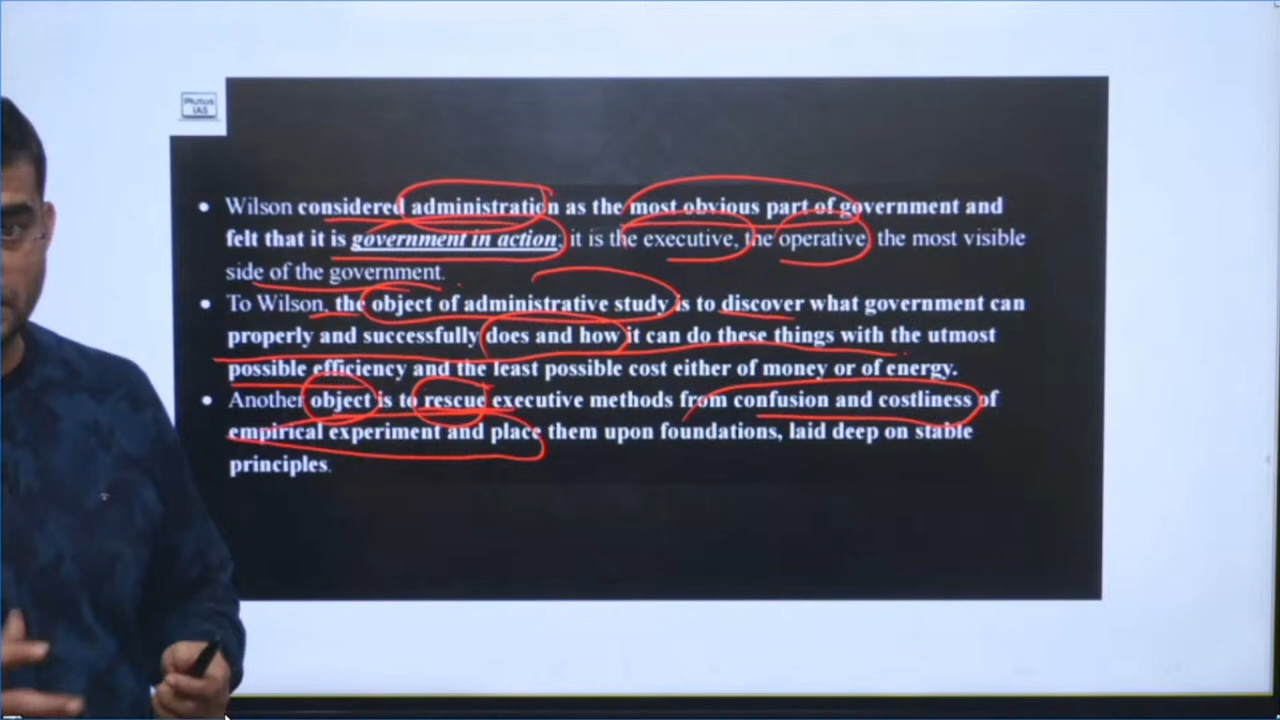 Plutus
IAS
• Wilson considered administration as the most obvious part of government and
felt that it is government in action, it is the executive, the operative, the most visible
side of the government.
• To Wilson, the object of administrative study is to discover what government can
properly and successfully does and how it can do these things with the utmost
possible efficiency and the least possible cost either of money or of energy.
• Another object is to rescue executive methods from confusion and costliness of
empirical experiment and place them upon foundations, laid deep on stable
principles.